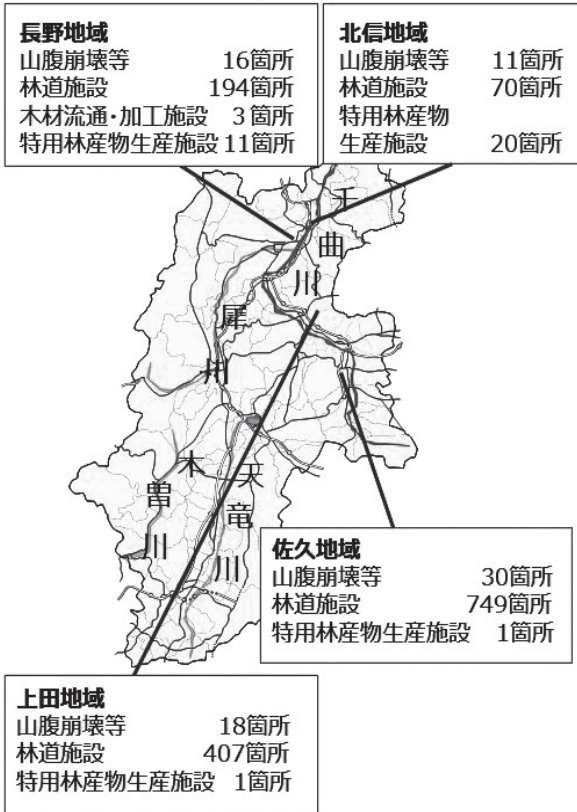 長野地域
山腹崩壊等 16箇所
林道施設 194箇所
木材流通・加工施設 3箇所
特用林産物生産施設 11箇所
北信地域
山腹崩壊等 11箇所
林道施設 70箇所
特用林産物
生産施設 20箇所
千曲川
犀川
木曽川
天竜川
佐久地域
山腹崩壊等 30箇所
林道施設 749箇所
特用林産物生産施設 1箇所
上田地域
山腹崩壊等 18箇所
林道施設 407箇所
特用林産物生産施設 1箇所